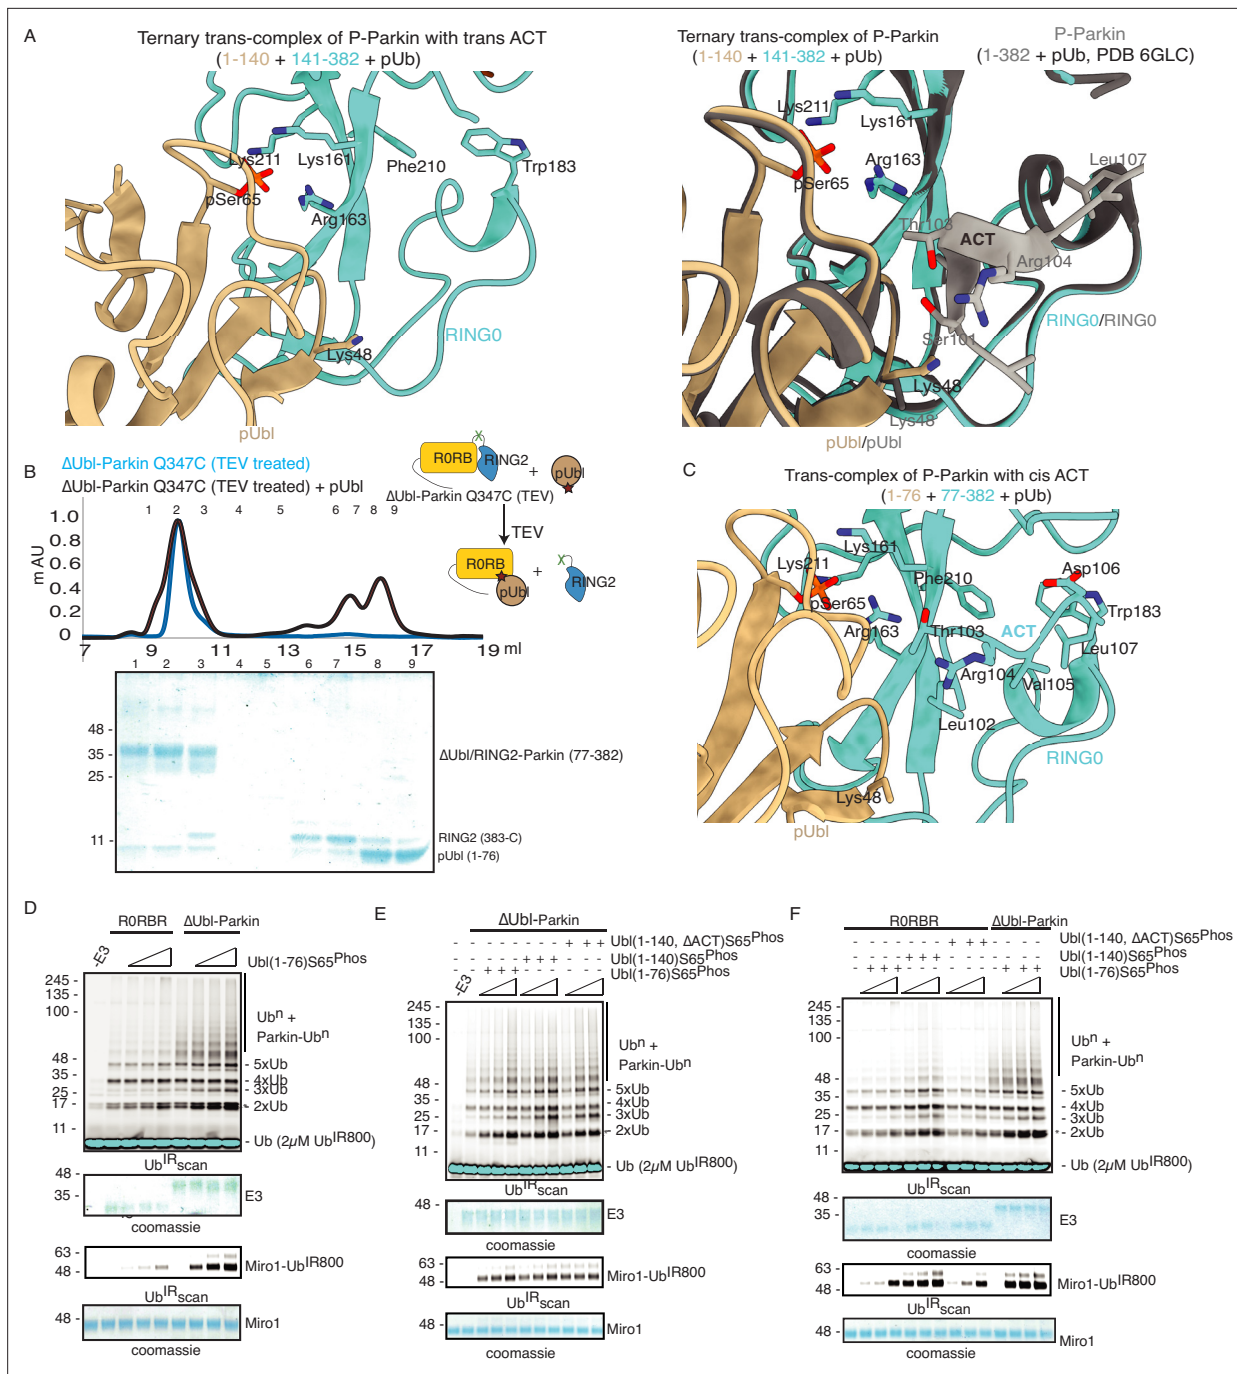 A
Ternary trans-complex of P-Parkin with trans ACT
(1-140 + 141-382 + pUb)
Lys211
Lys161
Phe210
Trp183
pSer65
Arg163
RING0
Lys48
pUbl
Ternary trans-complex of P-Parkin
(1-140 + 141-382 + pUb)
P-Parkin
(1-382 + pUb, PDB 6GLC)
Lys211
Lys161
Arg163
pSer65
Leu107
Thr103
ACT
Arg104
Ser101
RING0/RING0
Lys48
Lys48
pUbl/pUbl
B
ΔUbl-Parkin Q347C (TEV treated)
ΔUbl-Parkin Q347C (TEV treated) + pUbl
1 2 3 4 5 6 7 8 9
1.0
0.8
0.6
0.4
0.2
0
m AU
7 9 11 13 15 17 19 ml
X
R0RB
RING2
+
pUbl
ΔUbl-Parkin Q347C (TEV)
TEV
R0RB
pUbl
+
X
RING2
1 2 3 4 5 6 7 8 9
48 -
35 -
25 -
11 -
ΔUbl/RING2-Parkin (77-382)
RING2 (383-C)
pUbl (1-76)
C
Trans-complex of P-Parkin with cis ACT
(1-76 + 77-382 + pUb)
Lys161
Lys211
Phe210
Asp106
pSer65
Trp183
Arg163
Thr103
ACT
Leu107
Arg104
Val105
Leu102
RING0
Lys48
pUbl
D
R0RBR ΔUbl-Parkin
-E3
Ubl(1-76)S65Phos
245 -
135 -
100 -
48 -
35 -
25 -
17 -
11 -
Ubn +
Parkin-Ubn
- 5xUb
- 4xUb
- 3xUb
- 2xUb
- Ub (2µM UbIR800)
UbIRscan
48 -
35 -
E3
coomassie
63 -
48 -
Miro1-UbIR800
UbIRscan
48 -
Miro1
coomassie
E
ΔUbl-Parkin
- - - - - - - - + + + Ubl(1-140, ΔACT)S65Phos
- - - - - + + + - - - Ubl(1-140)S65Phos
- - + + + - - - - - - Ubl(1-76)S65Phos
-E3
245 -
135 -
100 -
48 -
35 -
25 -
17 -
11 -
Ubn +
Parkin-Ubn
- 5xUb
- 4xUb
- 3xUb
- 2xUb
- Ub (2µM UbIR800)
UbIRscan
48 -
E3
coomassie
63 -
48 -
Miro1-UbIR800
UbIRscan
48 -
Miro1
coomassie
F
R0RBR ΔUbl-Parkin
- - - - - - - + + + - - - - Ubl(1-140, ΔACT)S65Phos
- - - - + + + - - - - - - - Ubl(1-140)S65Phos
- + + + - - - - - - - + + + Ubl(1-76)S65Phos
245 -
135 -
100 -
48 -
35 -
25 -
17 -
11 -
Ubn +
Parkin-Ubn
- 5xUb
- 4xUb
- 3xUb
- 2xUb
- Ub (2µM UbIR800)
UbIRscan
48 -
35 -
E3
coomassie
63 -
48 -
Miro1-UbIR800
UbIRscan
48 -
Miro1
coomassie